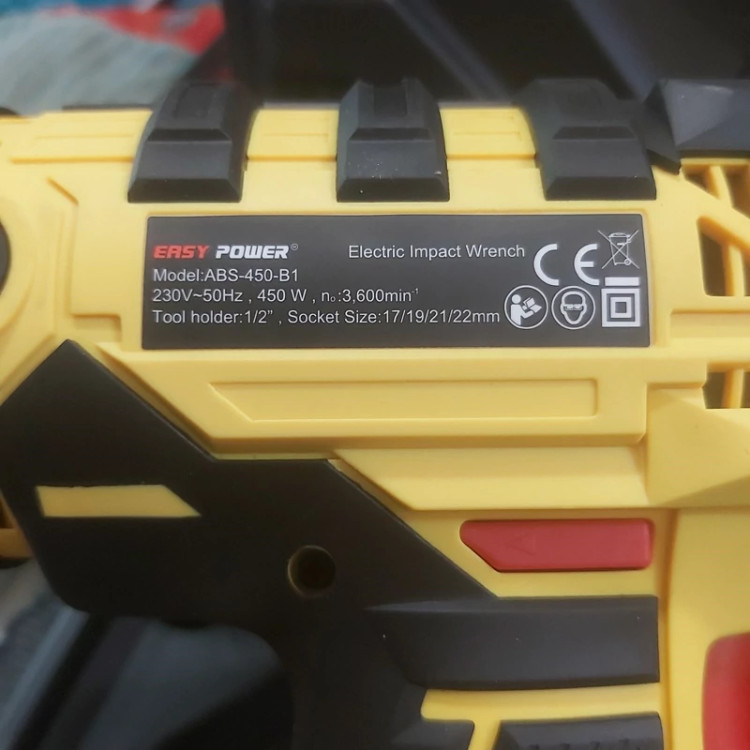 EASY POWER®
Electric Impact Wrench
Model:ABS-450-B1
230V~50Hz , 450 W , n₀:3,600min⁻¹
Tool holder:1/2” , Socket Size:17/19/21/22mm
CE